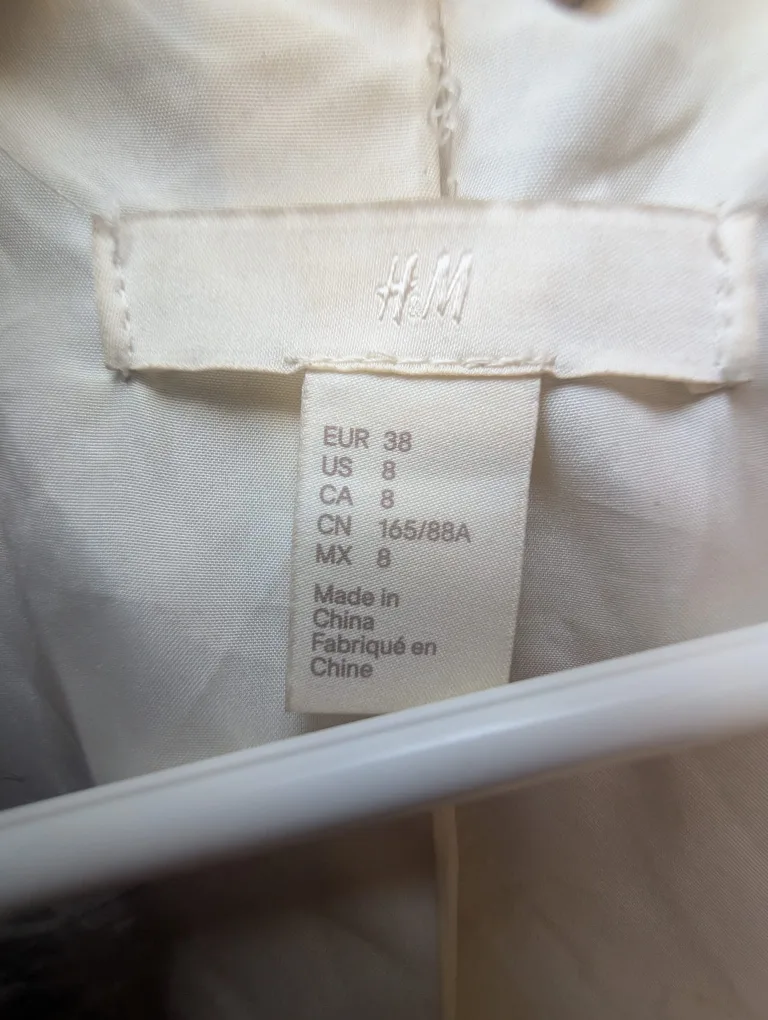 H&M
EUR 38
US 8
CA 8
CN 165/88A
MX 8
Made in
China
Fabriqué en
Chine